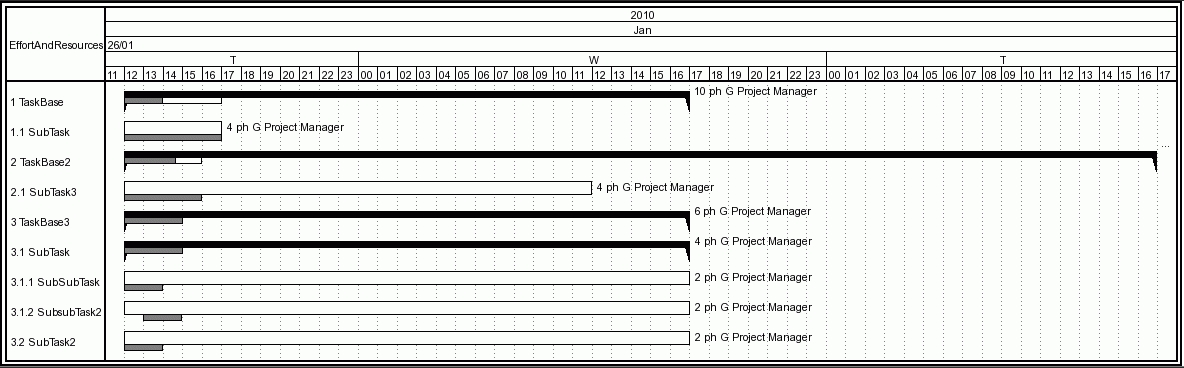 2010
Jan
EffortAndResources
26/01
T W T
11 12 13 14 15 16 17 18 19 20 21 22 23 00 01 02 03 04 05 06 07 08 09 10 11 12 13 14 15 16 17 18 19 20 21 22 23 00 01 02 03 04 05 06 07 08 09 10 11 12 13 14 15 16 17
1 TaskBase 10 ph G Project Manager
1.1 SubTask 4 ph G Project Manager
...
2 TaskBase2
2.1 SubTask3 4 ph G Project Manager
3 TaskBase3 6 ph G Project Manager
3.1 SubTask 4 ph G Project Manager
3.1.1 SubSubTask 2 ph G Project Manager
3.1.2 SubsubTask2 2 ph G Project Manager
3.2 SubTask2 2 ph G Project Manager